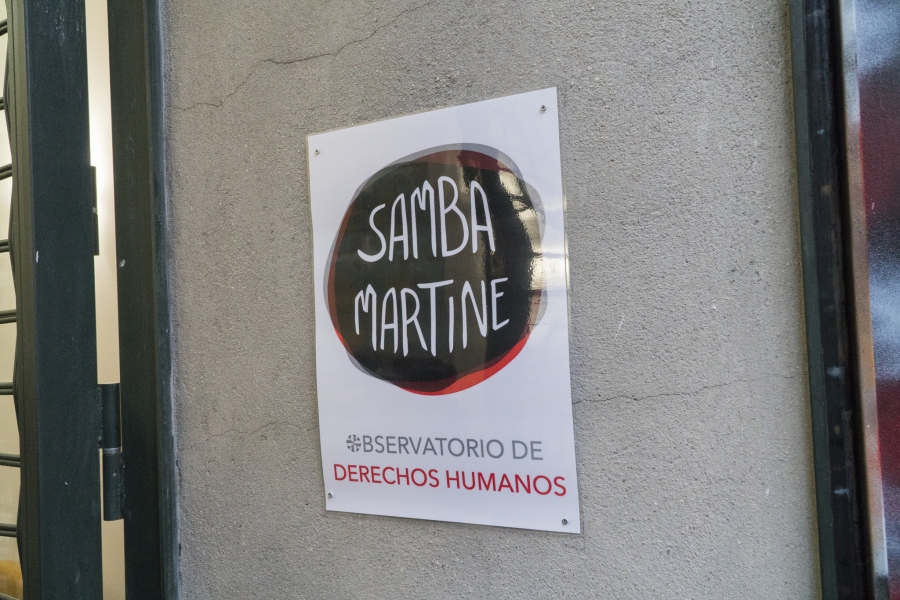 SAMBA
MARTINE
OBSERVATORIO DE
DERECHOS HUMANOS